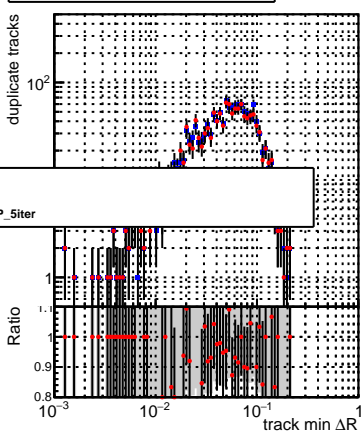 duplicate tracks
10²
P_5iter
1
Ratio
1.1
1
0.9
0.8
10⁻³ 10⁻² 10⁻¹ 1
track min ΔR